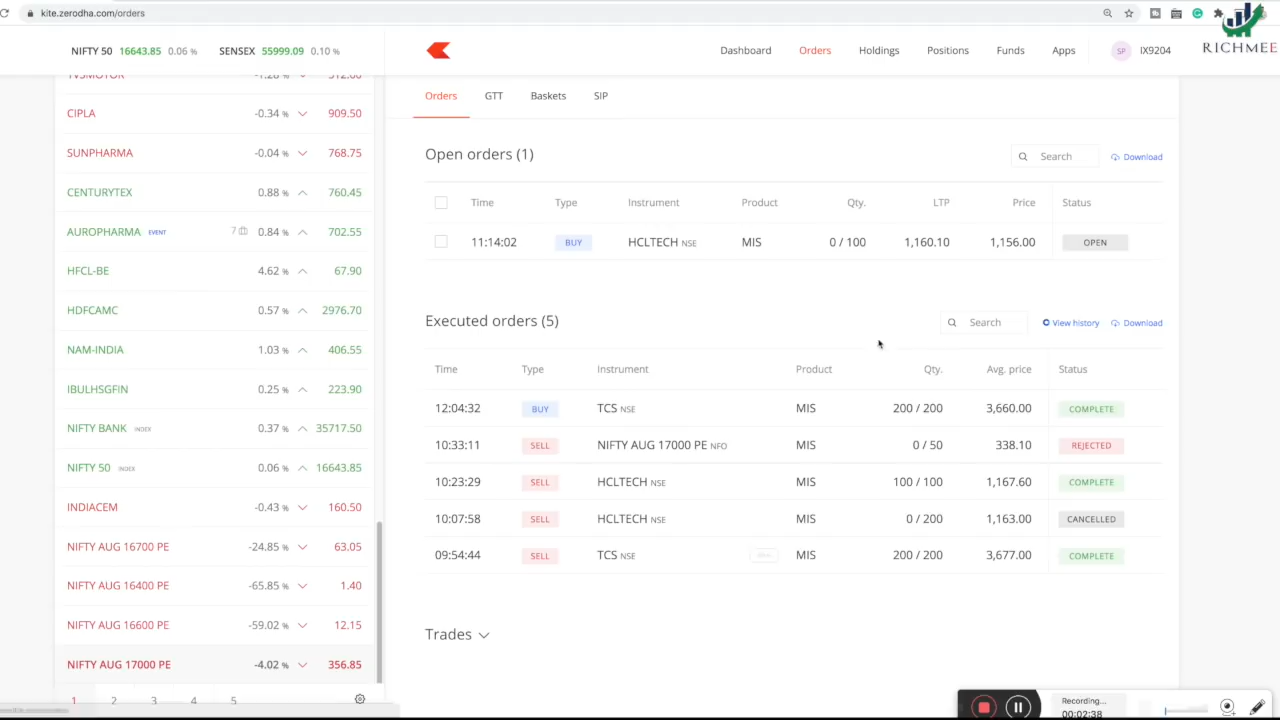 kite.zerodha.com/orders
RICHMEE
NIFTY 50 16643.85 0.06 % SENSEX 55999.09 0.10 %
Dashboard Orders Holdings Positions Funds Apps SP IX9204
TVSMOTOR -1.28 % 512.00
CIPLA -0.34 % 909.50
SUNPHARMA -0.04 % 768.75
CENTURYTEX 0.88 % 760.45
AUROPHARMA EVENT 7 0.84 % 702.55
HFCL-BE 4.62 % 67.90
HDFCAMC 0.57 % 2976.70
NAM-INDIA 1.03 % 406.55
IBULHSGFIN 0.25 % 223.90
NIFTY BANK INDEX 0.37 % 35717.50
NIFTY 50 INDEX 0.06 % 16643.85
INDIACEM -0.43 % 160.50
NIFTY AUG 16700 PE -24.85 % 63.05
NIFTY AUG 16400 PE -65.85 % 1.40
NIFTY AUG 16600 PE -59.02 % 12.15
NIFTY AUG 17000 PE -4.02 % 356.85
1 2 3 4 5
Orders GTT Baskets SIP
Open orders (1) Search Download
Time Type Instrument Product Qty. LTP Price Status
11:14:02 BUY HCLTECH NSE MIS 0 / 100 1,160.10 1,156.00 OPEN
Executed orders (5) Search View history Download
Time Type Instrument Product Qty. Avg. price Status
12:04:32 BUY TCS NSE MIS 200 / 200 3,660.00 COMPLETE
10:33:11 SELL NIFTY AUG 17000 PE NFO MIS 0 / 50 338.10 REJECTED
10:23:29 SELL HCLTECH NSE MIS 100 / 100 1,167.60 COMPLETE
10:07:58 SELL HCLTECH NSE MIS 0 / 200 1,163.00 CANCELLED
09:54:44 SELL TCS NSE MIS 200 / 200 3,677.00 COMPLETE
Trades
Recording...
00:02:38